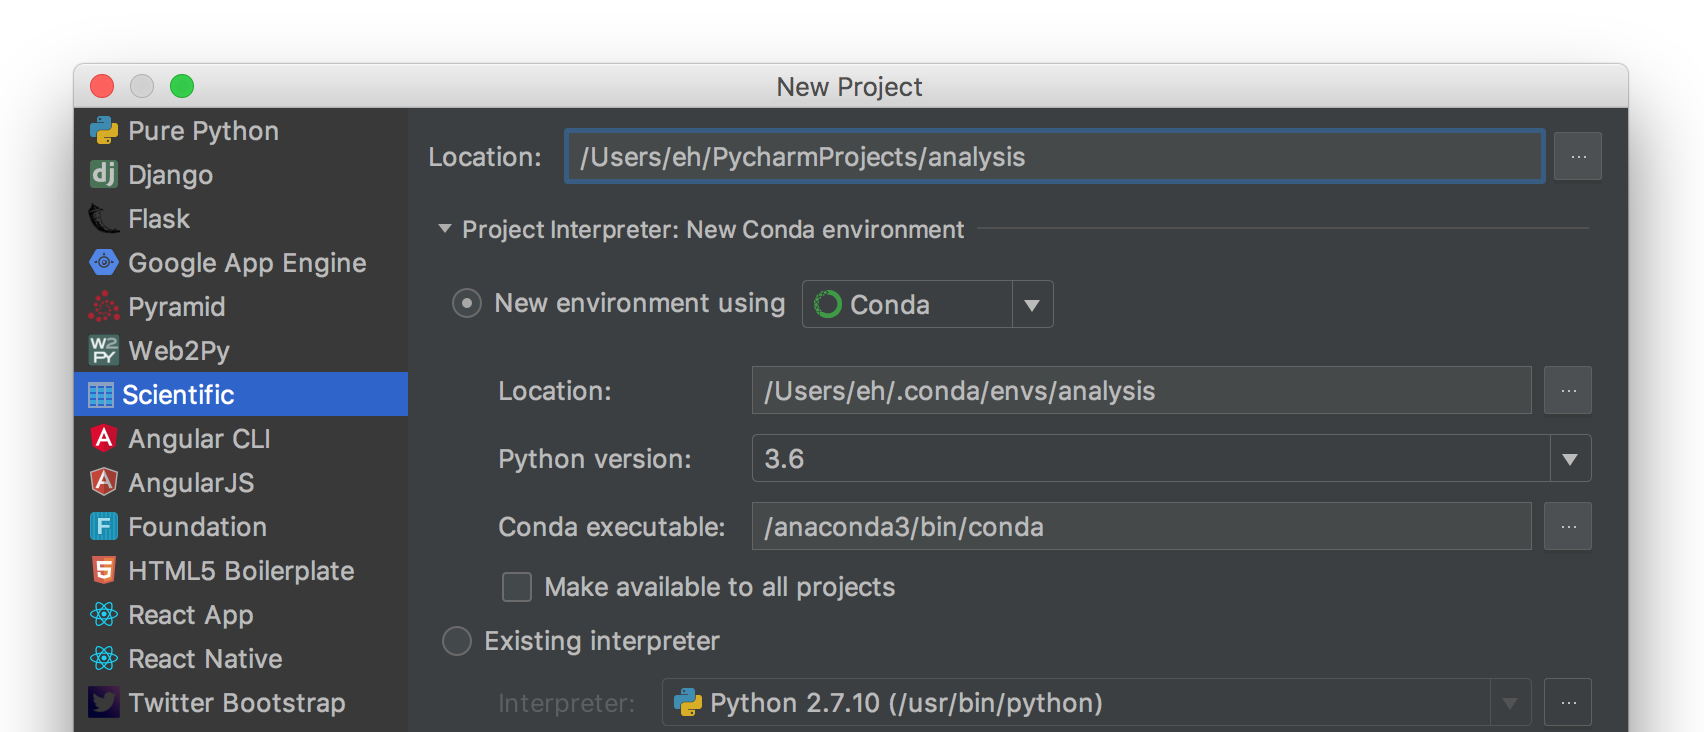 New Project
Pure Python
Django
Flask
Google App Engine
Pyramid
Web2Py
Scientific
Angular CLI
AngularJS
Foundation
HTML5 Boilerplate
React App
React Native
Twitter Bootstrap
Location: /Users/eh/PycharmProjects/analysis ...
Project Interpreter: New Conda environment
New environment using Conda
Location: /Users/eh/.conda/envs/analysis ...
Python version: 3.6
Conda executable: /anaconda3/bin/conda ...
Make available to all projects
Existing interpreter
Interpreter: Python 2.7.10 (/usr/bin/python) ...